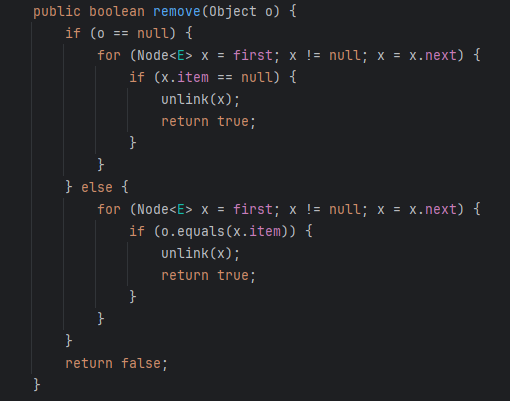 public boolean remove(Object o) {
    if (o == null) {
        for (Node<E> x = first; x != null; x = x.next) {
            if (x.item == null) {
                unlink(x);
                return true;
            }
        }
    } else {
        for (Node<E> x = first; x != null; x = x.next) {
            if (o.equals(x.item)) {
                unlink(x);
                return true;
            }
        }
    }
    return false;
}